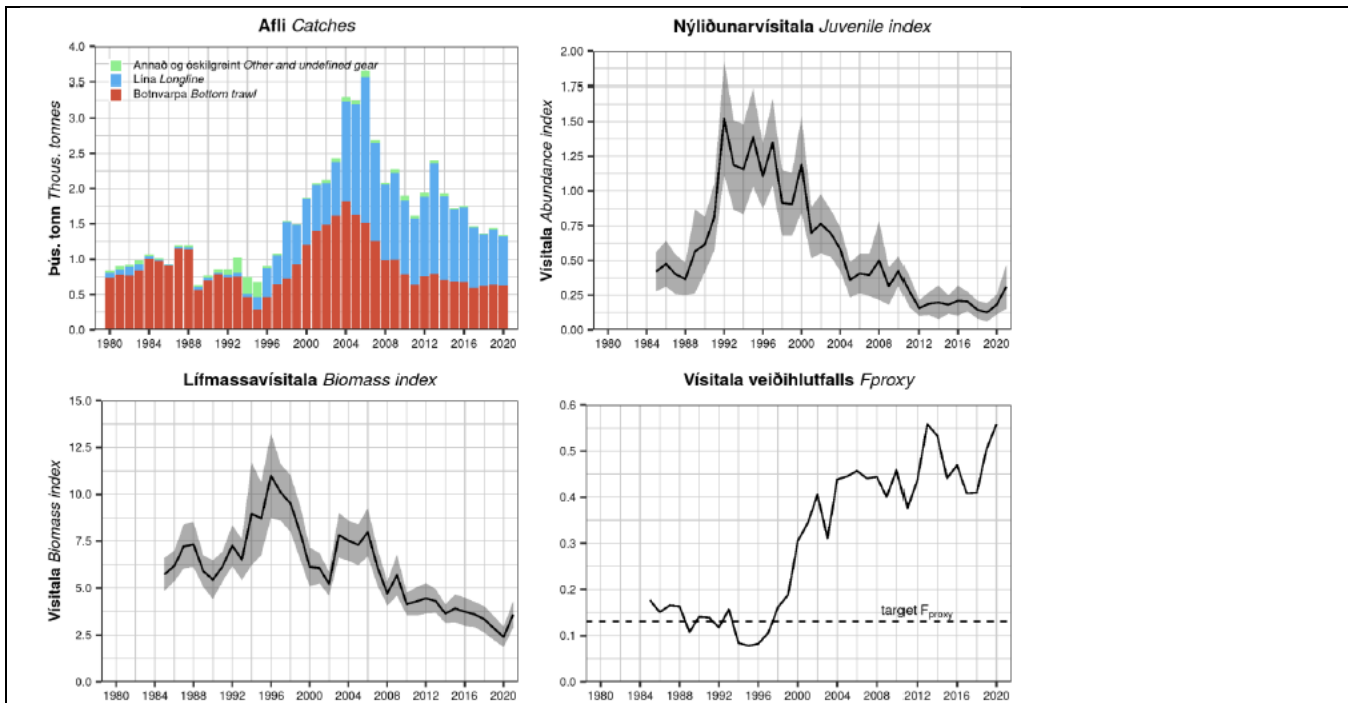 Afli Catches
Þús. tonn Thous. tonnes
4.0
3.5
3.0
2.5
2.0
1.5
1.0
0.5
0.0
Annað og óskilgreint Other and undefined gear
Lína Longline
Botnvarpa Bottom trawl
1980 1984 1988 1992 1996 2000 2004 2008 2012 2016 2020
Nýliðunarvísitala Juvenile index
Vísitala Abundance index
2.00
1.75
1.50
1.25
1.00
0.75
0.50
0.25
0.00
1980 1984 1988 1992 1996 2000 2004 2008 2012 2016 2020
Lífmassavísitala Biomass index
Vísitala Biomass index
15.0
12.5
10.0
7.5
5.0
2.5
0.0
1980 1984 1988 1992 1996 2000 2004 2008 2012 2016 2020
Vísitala veiðihlutfalls Fproxy
0.6
0.5
0.4
0.3
0.2
0.1
0.0
target Fproxy
1980 1984 1988 1992 1996 2000 2004 2008 2012 2016 2020